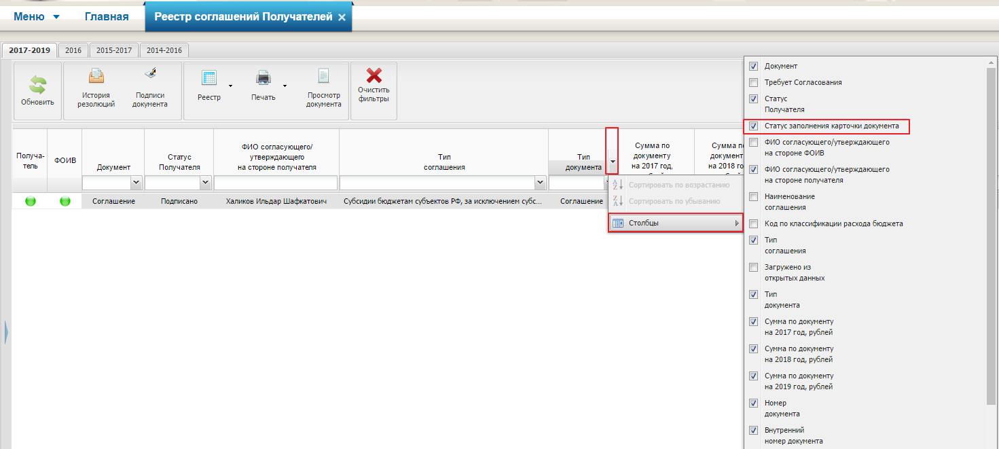 Меню
Главная
Реестр соглашений Получателей
2017-2019
2016
2015-2017
2014-2016
Обновить
История
резолюций
Подписи
документа
Реестр
Печать
Просмотр
документа
Очистить
фильтры
Получа-
тель
ФОИВ
Документ
Статус
Получателя
ФИО согласующего/
утверждающего
на стороне получателя
Тип
соглашения
Тип
документа
Сумма по
документу
на 2017 год,
Сумма по
документ
на 2018 го
Соглашение
Подписано
Халиков Ильдар Шафкатович
Субсидии бюджетам субъектов РФ, за исключением субс...
Соглашение
Сортировать по возрастанию
Сортировать по убыванию
Столбцы
Документ
Требует Согласования
Статус
Получателя
Статус заполнения карточки документа
ФИО согласующего/утверждающего
на стороне ФОИВ
ФИО согласующего/утверждающего
на стороне получателя
Наименование
соглашения
Код по классификации расхода бюджета
Тип
соглашения
Загружено из
открытых данных
Тип
документа
Сумма по документу
на 2017 год, рублей
Сумма по документу
на 2018 год, рублей
Сумма по документу
на 2019 год, рублей
Номер
документа
Внутренний
номер документа